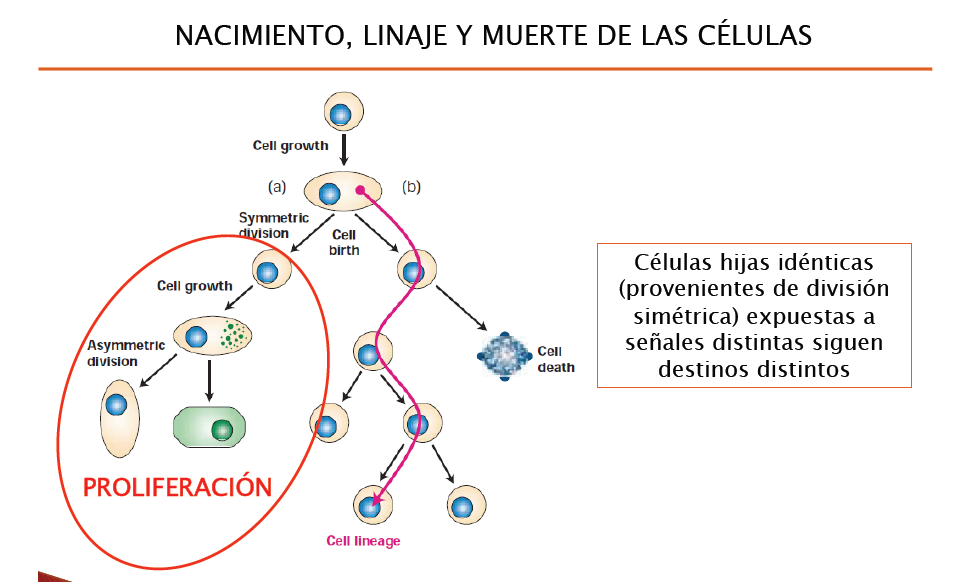 NACIMIENTO, LINAJE Y MUERTE DE LAS CÉLULAS
Cell growth
(a)
(b)
Symmetric
division
Cell
birth
Cell growth
Asymmetric
division
PROLIFERACIÓN
Cell
death
Cell lineage
Células hijas idénticas
(provenientes de división
simétrica) expuestas a
señales distintas siguen
destinos distintos